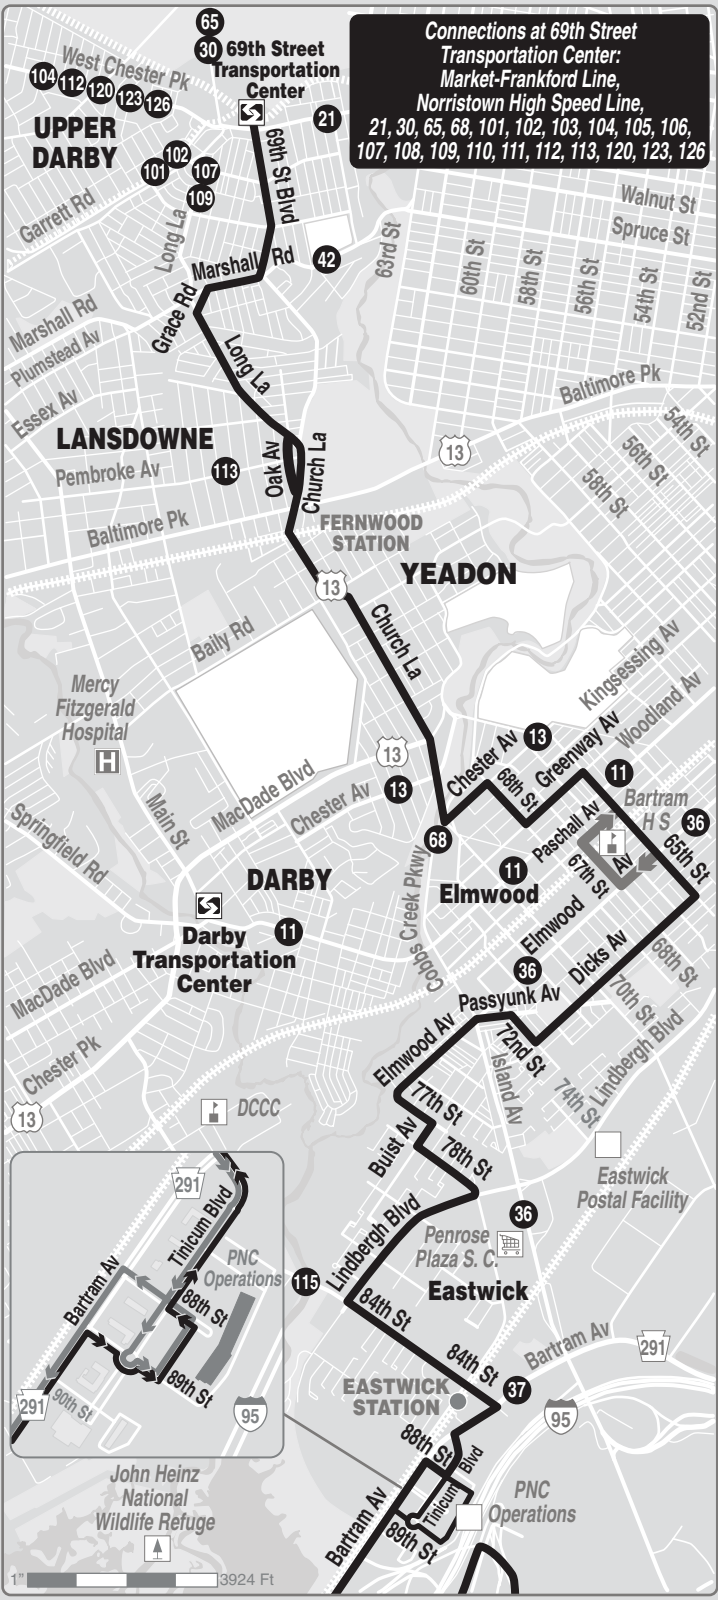 65
30
69th Street
Transportation
Center
Connections at 69th Street
Transportation Center:
Market-Frankford Line,
Norristown High Speed Line,
21, 30, 65, 68, 101, 102, 103, 104, 105, 106,
107, 108, 109, 110, 111, 112, 113, 120, 123, 126
West Chester Pk
104
112
120
123
126
21
UPPER
DARBY
102
101
107
109
69th St Blvd
Garrett Rd
Long La
Marshall Rd
42
63rd St
60th St
58th St
56th St
54th St
52nd St
Walnut St
Spruce St
Marshall Rd
Grace Rd
Plumstead Av
Long La
Essex Av
Baltimore Pk
54th St
56th St
58th St
LANSDOWNE
Oak Av
Church La
13
Pembroke Av
113
Baltimore Pk
FERNWOOD
STATION
YEADON
13
Church La
Baily Rd
Kingsessing Av
Woodland Av
Mercy
Fitzgerald
Hospital
H
13
Chester Av
13
Greenway Av
68th St
11
MacDade Blvd
Chester Av
13
Main St
Springfield Rd
68
Bartram
H S
36
Paschall Av
65th St
67th St
Av
11
Elmwood
DARBY
Cobbs Creek Pkwy
Elmwood
Darby
Transportation
Center
11
MacDade Blvd
36
Dicks Av
68th St
70th St
Passyunk Av
72nd St
Lindbergh Blvd
Chester Pk
Elmwood Av
Island Av
74th St
13
DCCC
77th St
Buist Av
78th St
Eastwick
Postal Facility
291
Tinicum Blvd
Bartram Av
PNC
Operations
88th St
89th St
90th St
291
95
115
Lindbergh Blvd
36
Penrose
Plaza S. C.
Eastwick
84th St
84th St
Bartram Av
291
EASTWICK
STATION
37
95
88th St
Blvd
Tinicum
PNC
Operations
Bartram Av
89th St
John Heinz
National
Wildlife Refuge
1"
3924 Ft